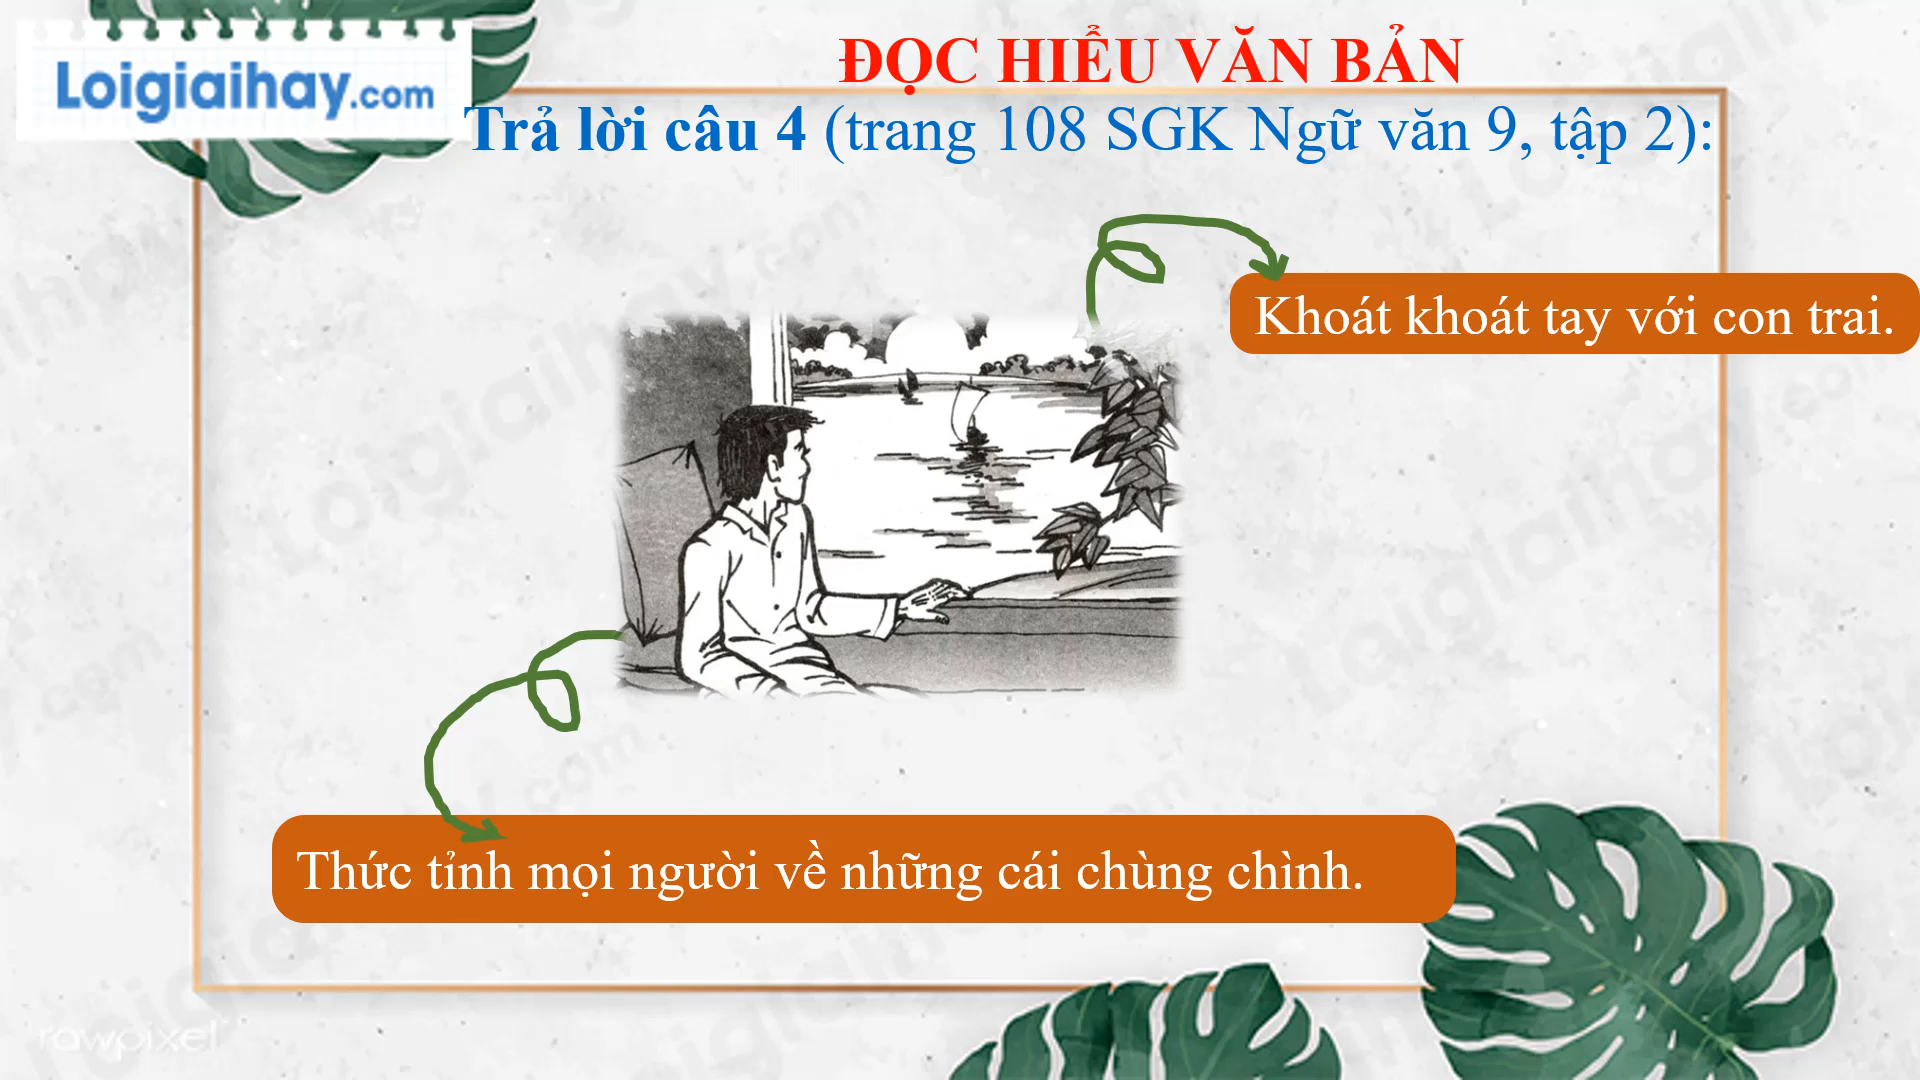 Loigiaihay.com
ĐỌC HIỂU VĂN BẢN
Trả lời câu 4 (trang 108 SGK Ngữ văn 9, tập 2):
Khoát khoát tay với con trai.
Thức tỉnh mọi người về những cái chùng chình.
rawpixel